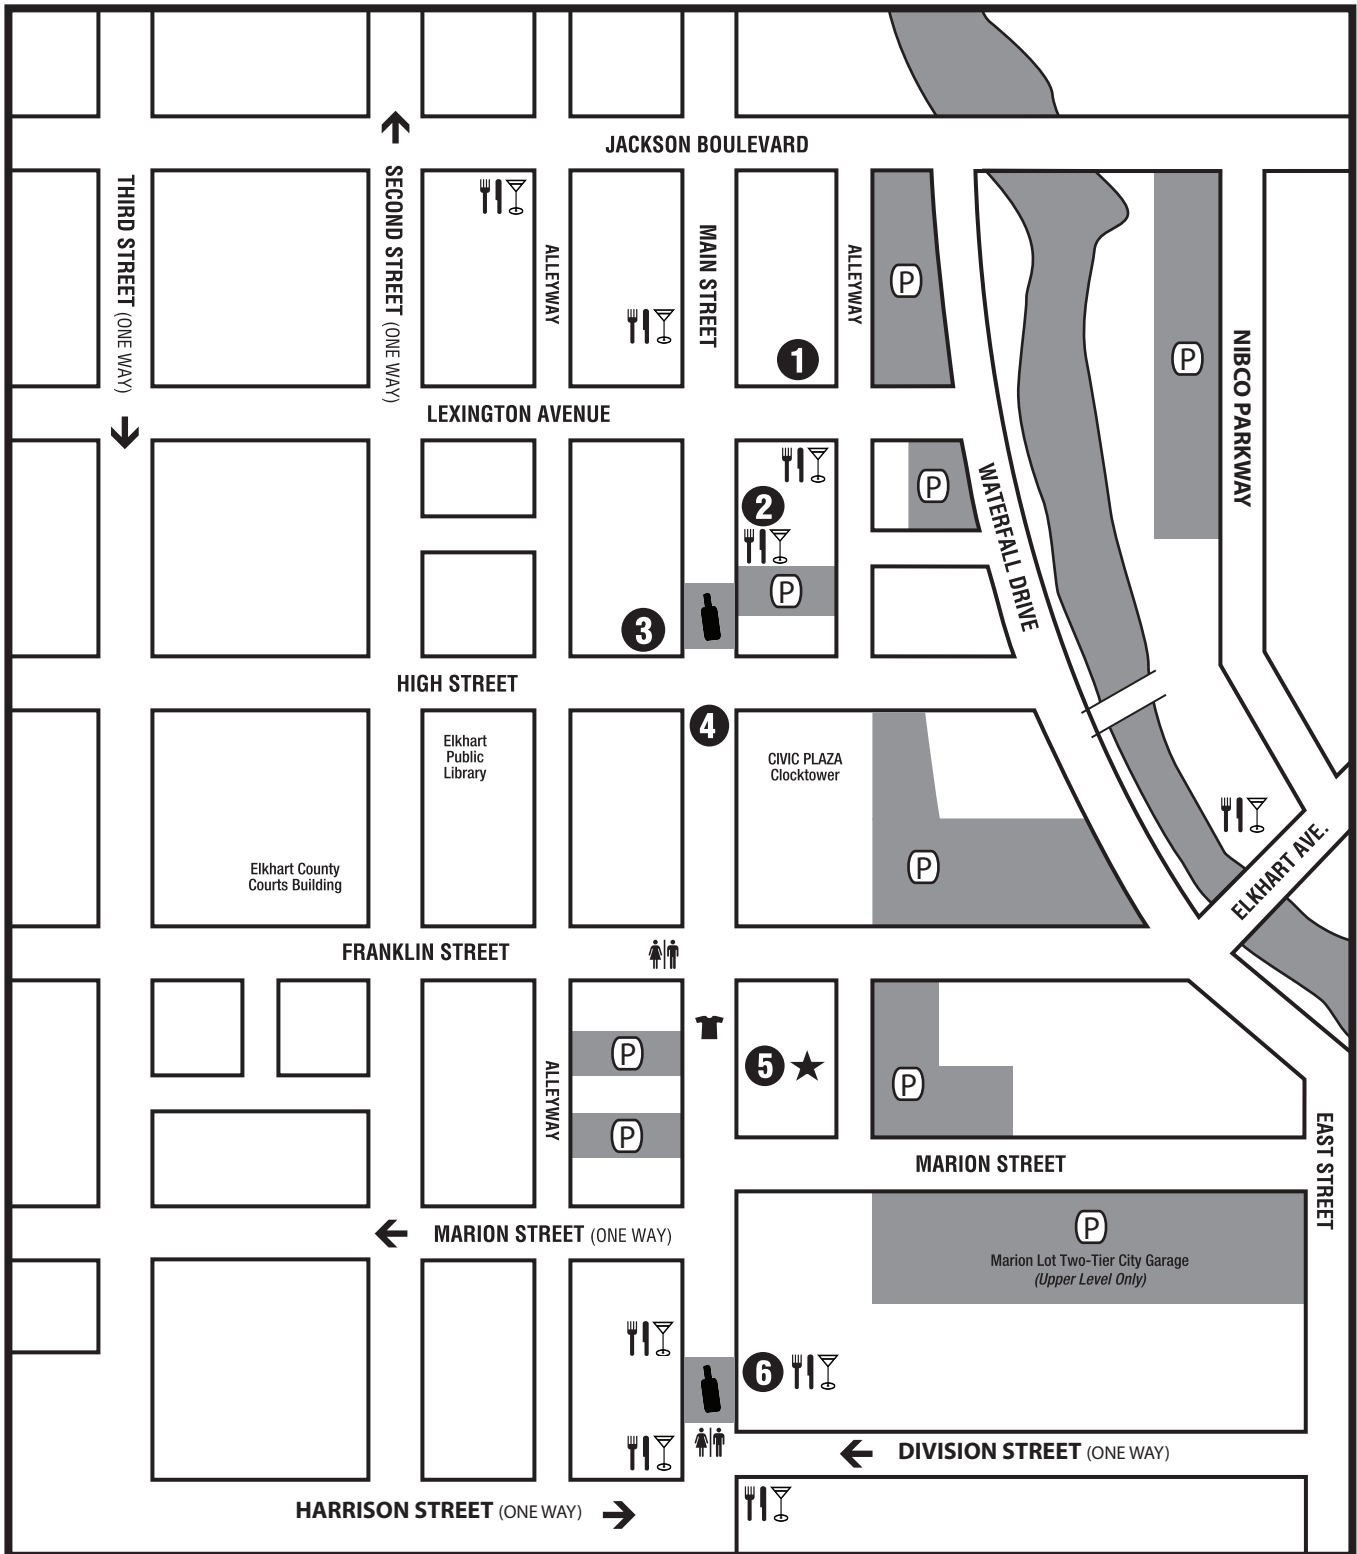 JACKSON BOULEVARD
THIRD STREET (ONE WAY)
SECOND STREET (ONE WAY)
ALLEYWAY
MAIN STREET
ALLEYWAY
P
P
NIBCO PARKWAY
1
LEXINGTON AVENUE
2
P
WATERFALL DRIVE
P
3
HIGH STREET
4
Elkhart
Public
Library
CIVIC PLAZA
Clocktower
Elkhart County
Courts Building
P
ELKHART AVE.
FRANKLIN STREET
P
5
P
ALLEYWAY
P
EAST STREET
MARION STREET
MARION STREET (ONE WAY)
P
Marion Lot Two-Tier City Garage
(Upper Level Only)
6
DIVISION STREET (ONE WAY)
HARRISON STREET (ONE WAY)